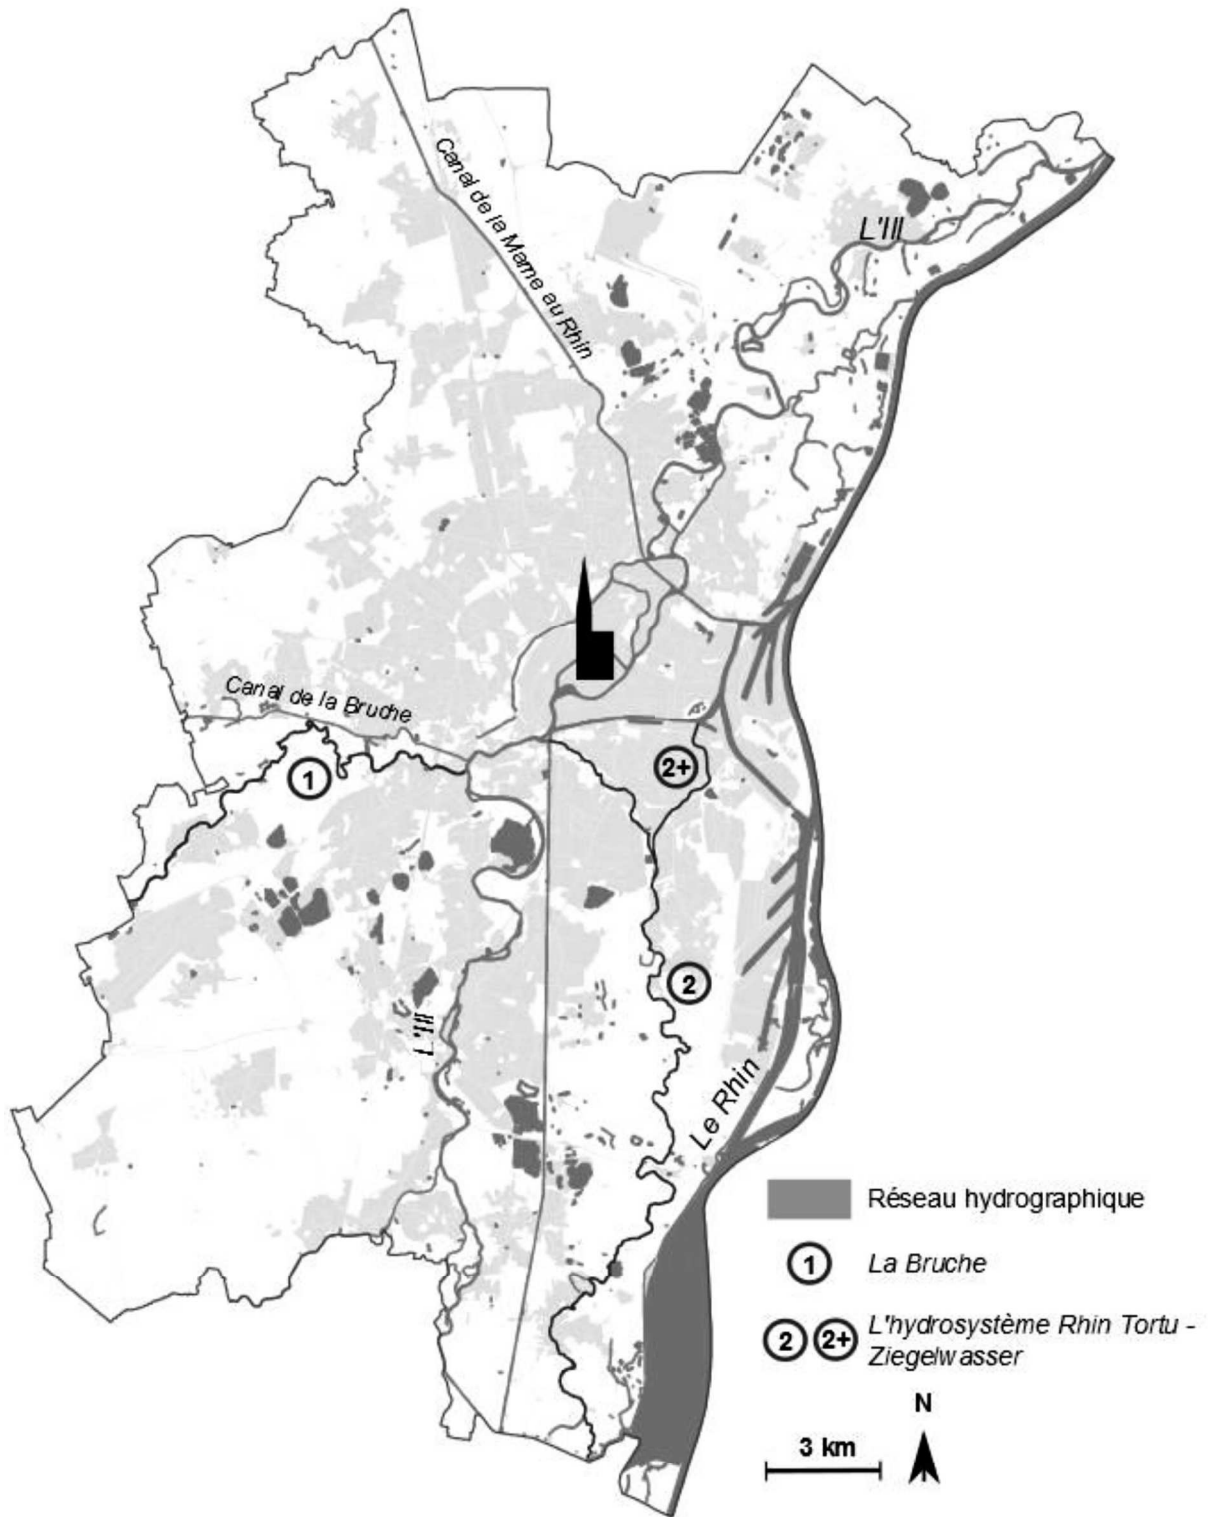 Canal de la Marne au Rhin
L'Ill
Canal de la Bruche
1
2+
2
L'Ill
Le Rhin
Réseau hydrographique
1 La Bruche
2 2+ L'hydrosystème Rhin Tortu -
Ziegelwasser
N
3 km